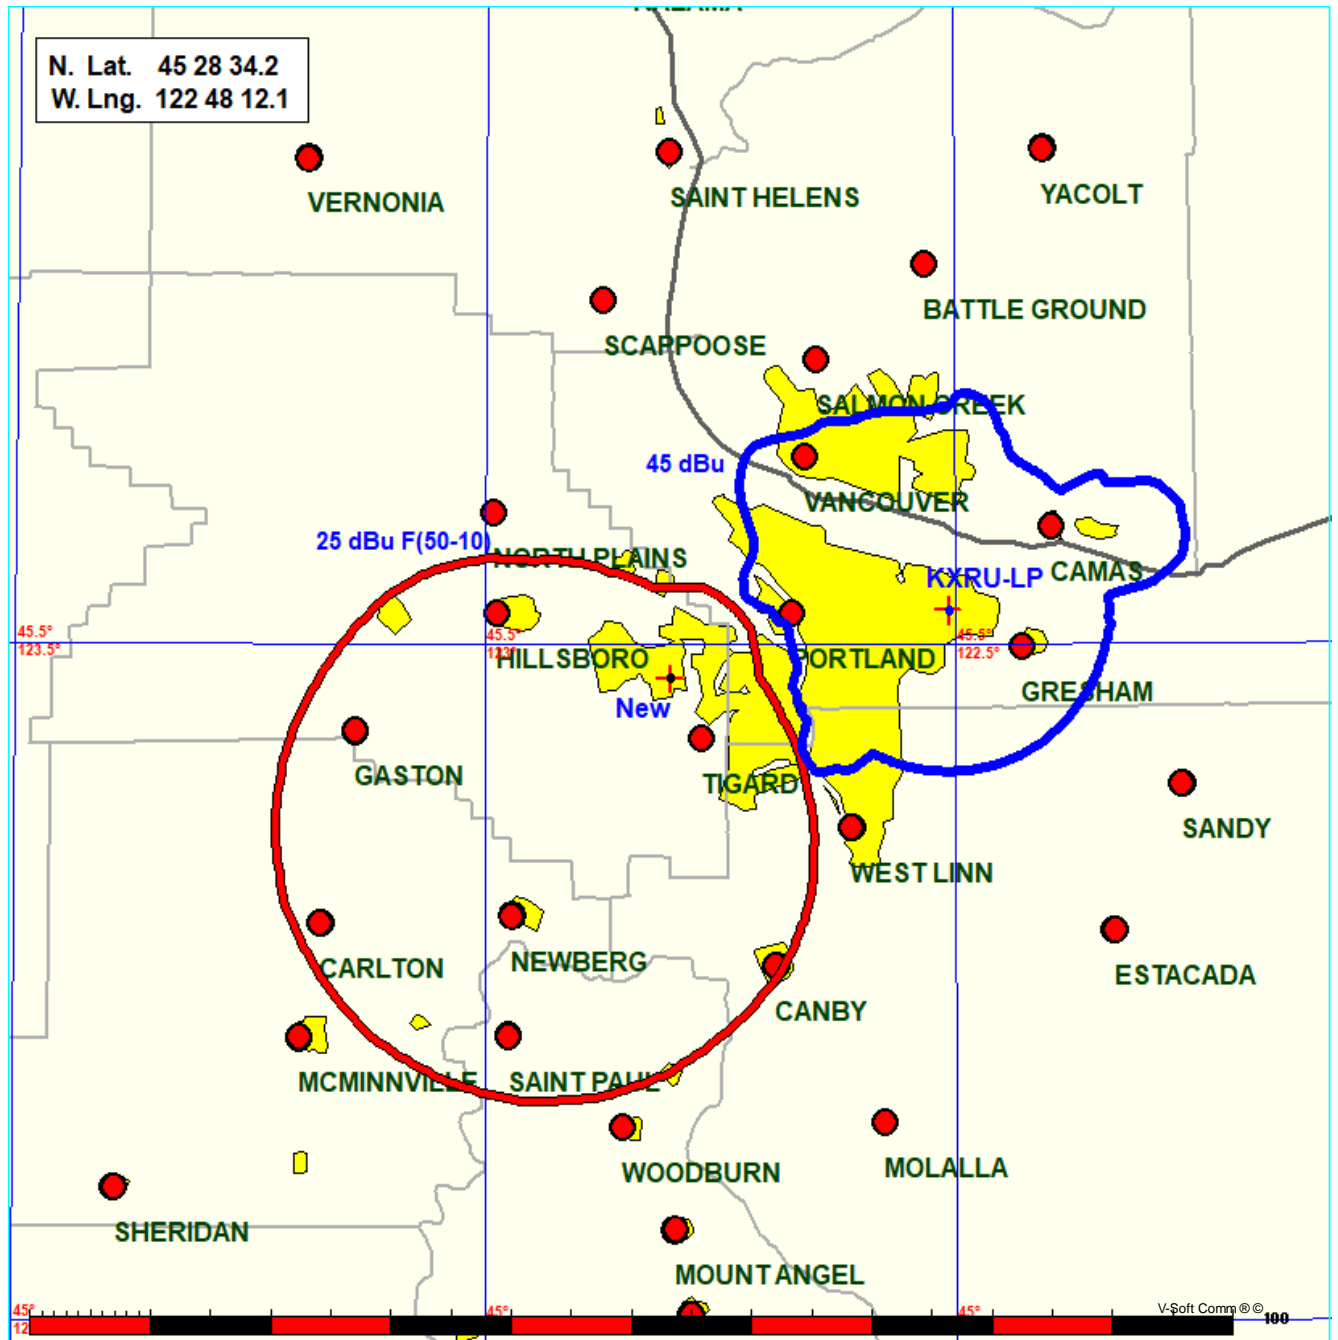 KALAMA
N. Lat. 45 28 34.2
W. Lng. 122 48 12.1
VERNONIA
SAINT HELENS
YACOLT
BATTLE GROUND
SCAPPOOSE
SALMON CREEK
45 dBu
VANCOUVER
25 dBu F(50-10)
NORTH PLAINS
KXRU-LP
CAMAS
45.5°
123.5°
45.5°
123°
45.5°
122.5°
HILLSBORO
PORTLAND
GRESHAM
New
GASTON
TIGARD
SANDY
WEST LINN
CARLTON
NEWBERG
ESTACADA
CANBY
MCMINNVILLE
SAINT PAUL
WOODBURN
MOLALLA
SHERIDAN
MOUNT ANGEL
45°
45°
45°
V-Soft Comm ® ©
100